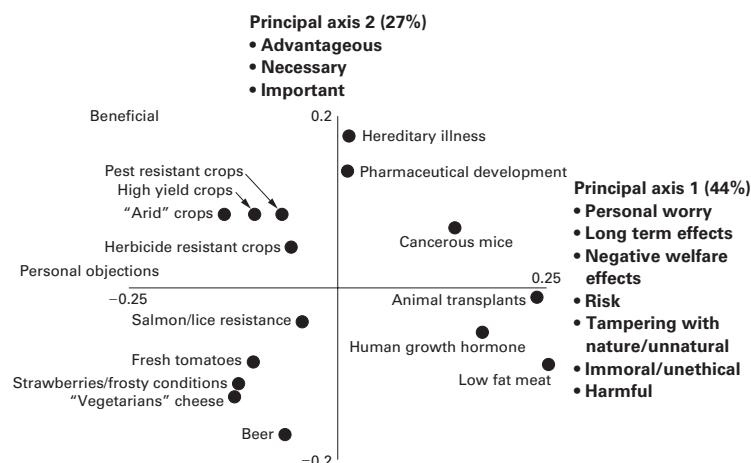 Principal axis 2 (27%)
• Advantageous
• Necessary
• Important
Beneficial
0.2
Hereditary illness
Pest resistant crops
Pharmaceutical development
High yield crops
"Arid" crops
Cancerous mice
Herbicide resistant crops
Personal objections
−0.25
0.25
Principal axis 1 (44%)
• Personal worry
• Long term effects
• Negative welfare
effects
• Risk
• Tampering with
nature/unnatural
• Immoral/unethical
• Harmful
Animal transplants
Salmon/lice resistance
Human growth hormone
Fresh tomatoes
Low fat meat
Strawberries/frosty conditions
"Vegetarians" cheese
Beer
−0.2